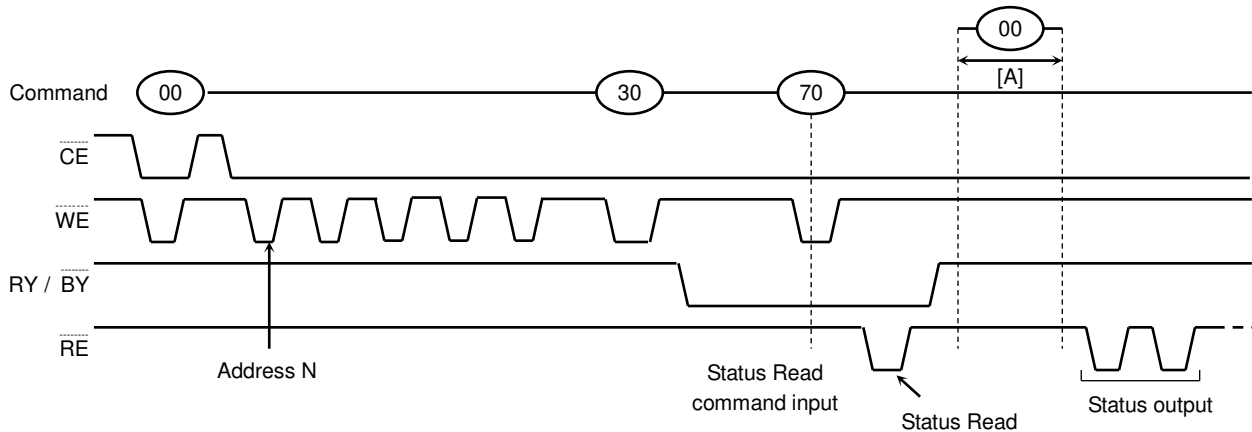 00
[A]
Command
00
30
70
CE
WE
RY / BY
RE
Address N
Status Read
command input
Status Read
Status output